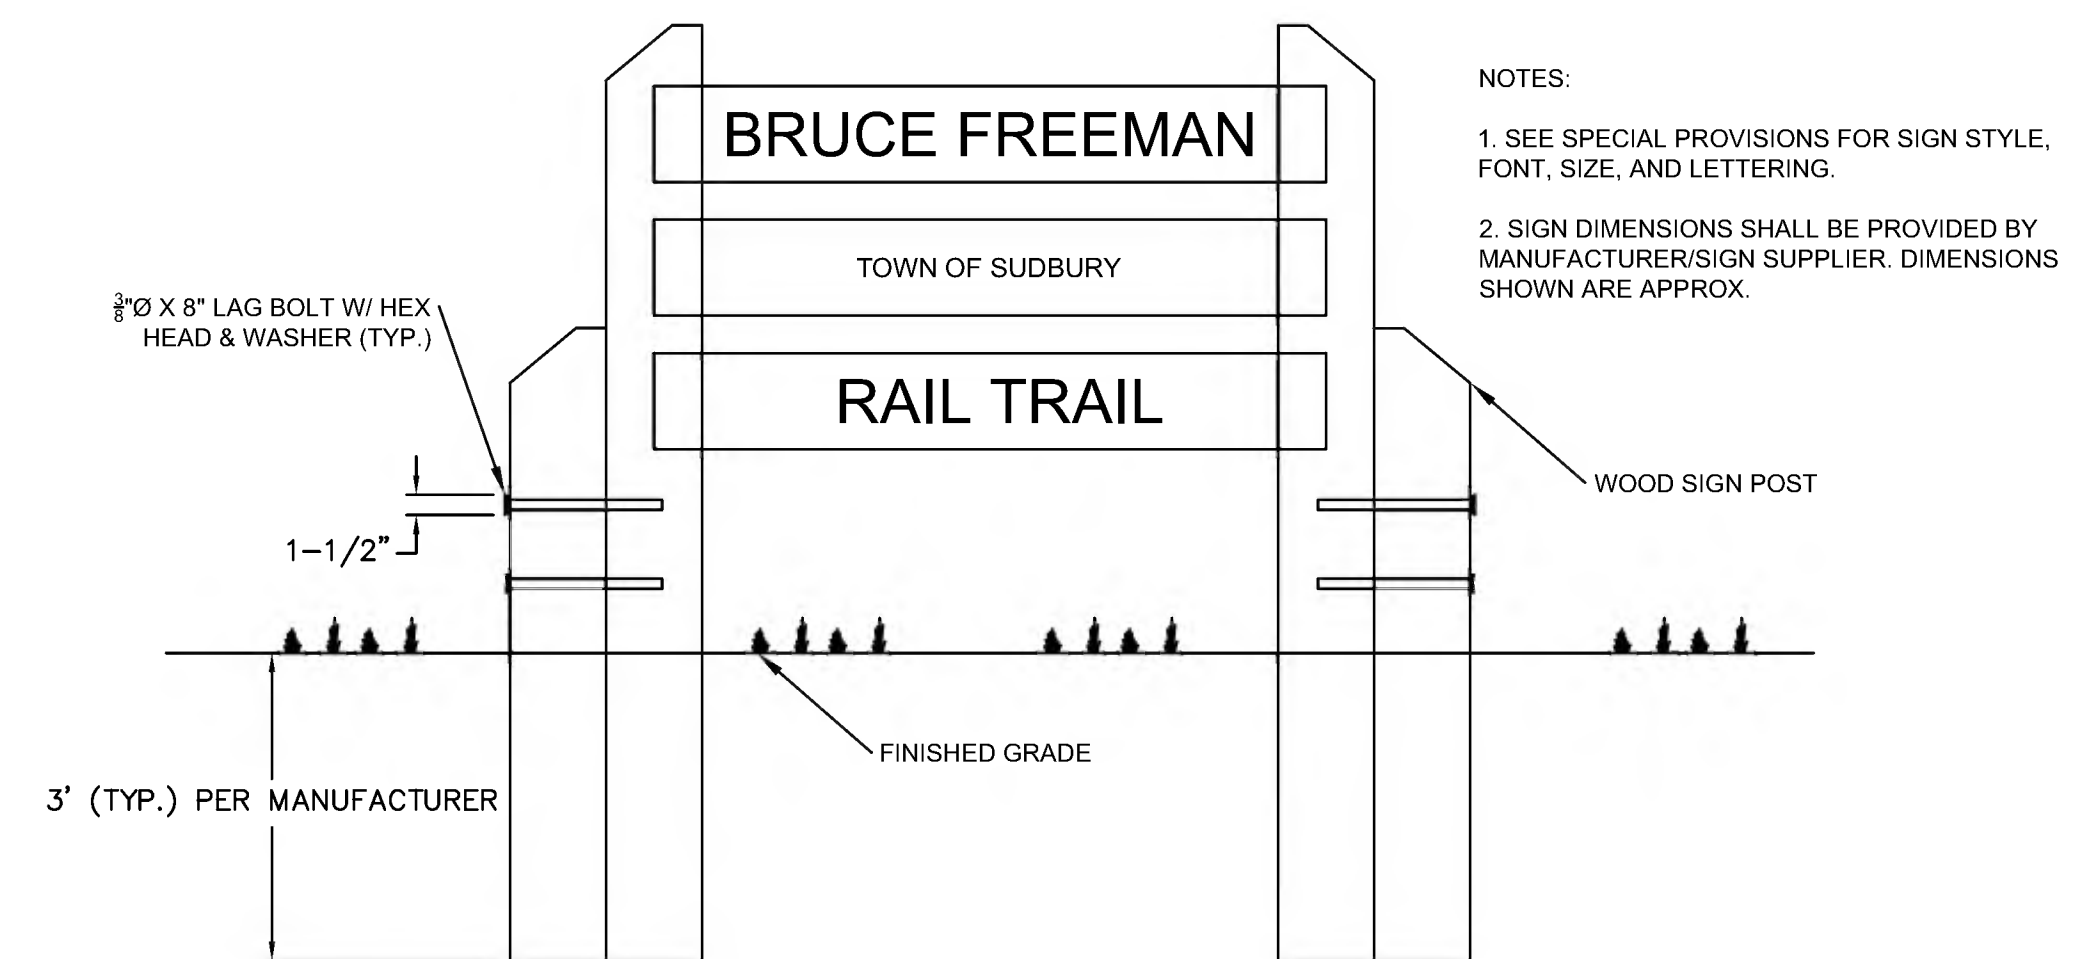 BRUCE FREEMAN
TOWN OF SUDBURY
RAIL TRAIL
NOTES:
1. SEE SPECIAL PROVISIONS FOR SIGN STYLE,
FONT, SIZE, AND LETTERING.
2. SIGN DIMENSIONS SHALL BE PROVIDED BY
MANUFACTURER/SIGN SUPPLIER. DIMENSIONS
SHOWN ARE APPROX.
3/8"Ø X 8" LAG BOLT W/ HEX
HEAD & WASHER (TYP.)
WOOD SIGN POST
1-1/2"
FINISHED GRADE
3' (TYP.) PER MANUFACTURER